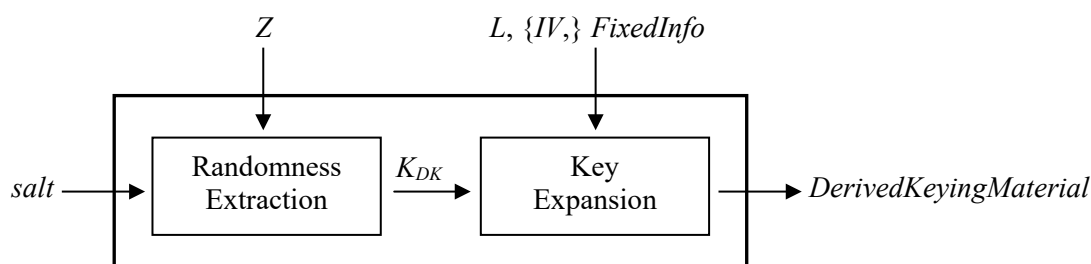 Z
L, {IV,} FixedInfo
salt
Randomness
Extraction
K_DK
Key
Expansion
DerivedKeyingMaterial